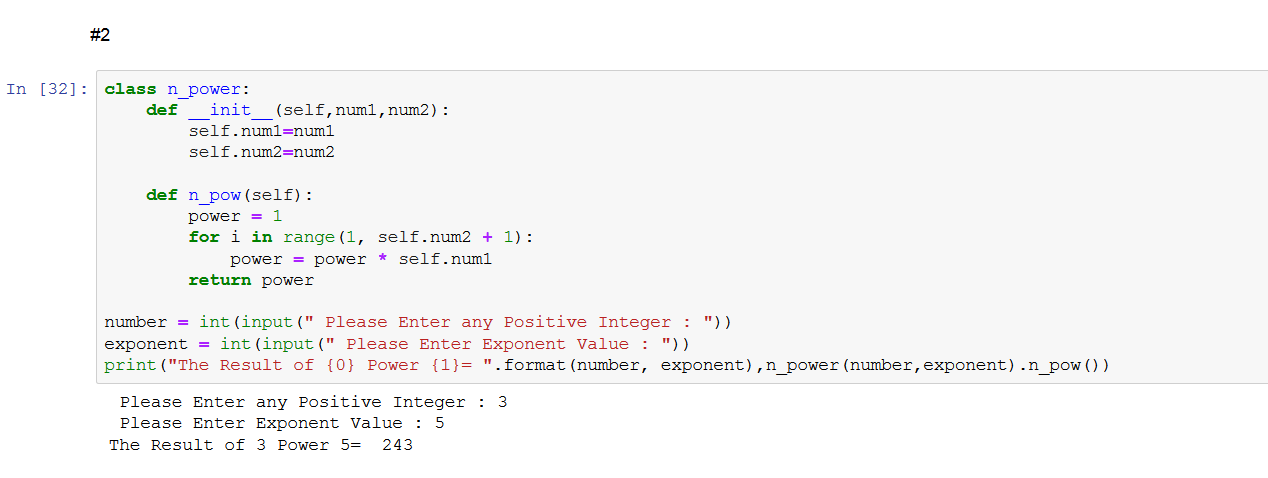 #2
In [32]: class n_power:
    def __init__(self,num1,num2):
        self.num1=num1
        self.num2=num2

    def n_pow(self):
        power = 1
        for i in range(1, self.num2 + 1):
            power = power * self.num1
        return power

number = int(input(" Please Enter any Positive Integer : "))
exponent = int(input(" Please Enter Exponent Value : "))
print("The Result of {0} Power {1}= ".format(number, exponent),n_power(number,exponent).n_pow())
 Please Enter any Positive Integer : 3
 Please Enter Exponent Value : 5
The Result of 3 Power 5=  243